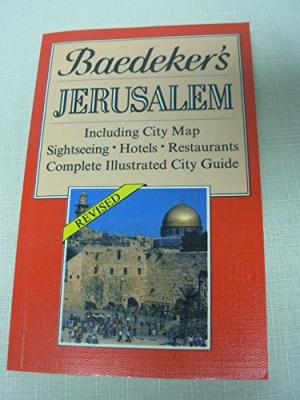 Baedeker's
JERUSALEM
Including City Map
Sightseeing · Hotels · Restaurants
Complete Illustrated City Guide
REVISED